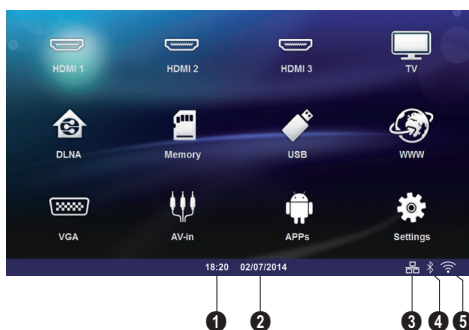 HDMI 1 HDMI 2 HDMI 3 TV
DLNA Memory USB WWW
VGA AV-in APPs Settings
18:20 02/07/2014
1 2 3 4 5